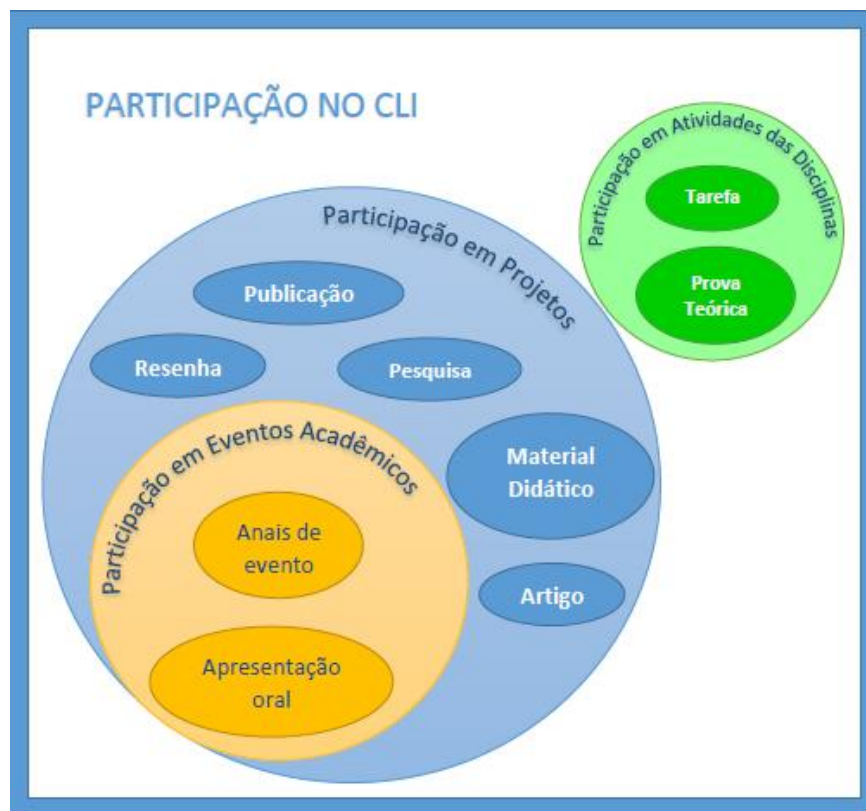 PARTICIPAÇÃO NO CLI
Participação em Atividades das Disciplinas
Tarefa
Prova
Teórica
Participação em Projetos
Publicação
Resenha
Pesquisa
Material
Didático
Artigo
Participação em Eventos Acadêmicos
Anais de
evento
Apresentação
oral